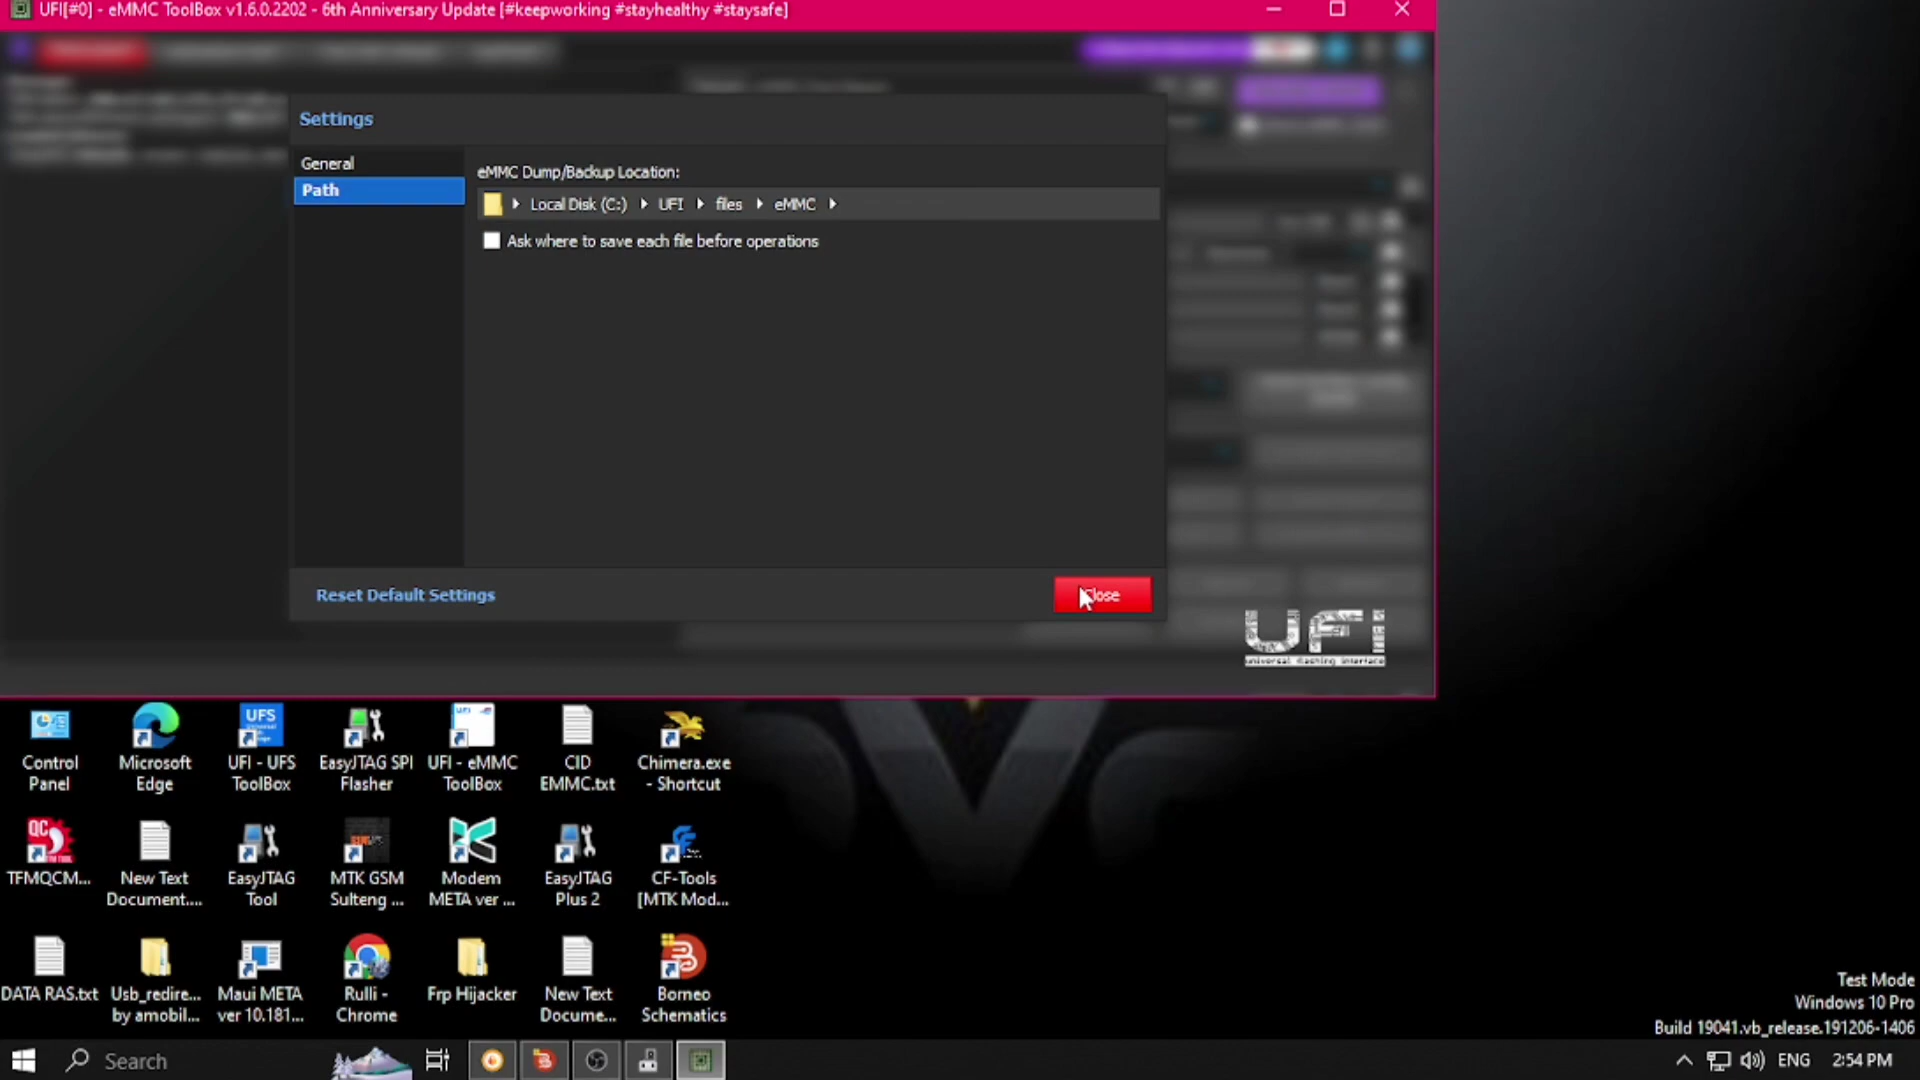 UFI[#0] - eMMC ToolBox v1.6.0.2202 - 6th Anniversary Update [#keepworking #stayhealthy #staysafe]
Settings
General
Path
eMMC Dump/Backup Location:
Local Disk (C:) UFI files eMMC
Ask where to save each file before operations
Reset Default Settings
Close
UFi
universal flashing interface
Control
Panel
Microsoft
Edge
UFS
UFI - UFS
ToolBox
EasyJTAG SPI
Flasher
UFI - eMMC
ToolBox
CID
EMMC.txt
Chimera.exe
- Shortcut
QC
TFMQCM...
New Text
Document....
EasyJTAG
Tool
MTK GSM
Sulteng ...
Modem
META ver ...
EasyJTAG
Plus 2
CF-Tools
[MTK Mod...
DATA RAS.txt
Usb_redire...
by amobil...
Maui META
ver 10.181...
Rulli -
Chrome
Frp Hijacker
New Text
Docume...
Borneo
Schematics
Test Mode
Windows 10 Pro
Build 19041.vb_release.191206-1406
Search
ENG
2:54 PM